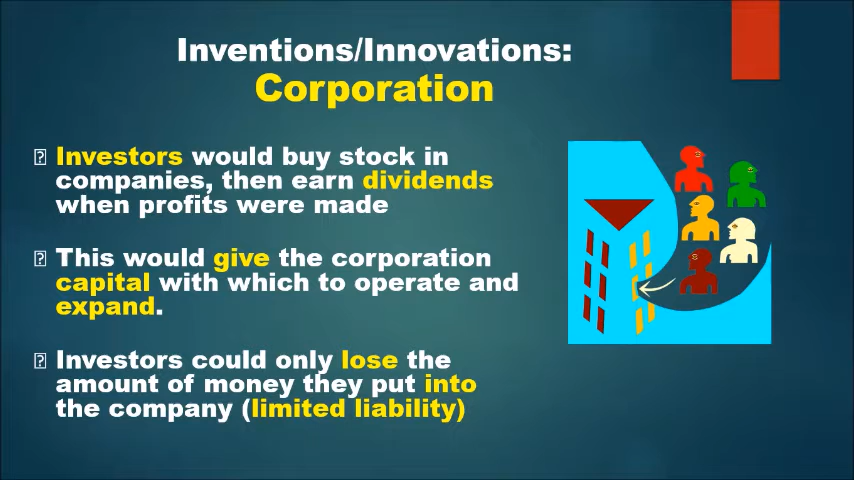 Inventions/Innovations:
Corporation
Investors would buy stock in
companies, then earn dividends
when profits were made
This would give the corporation
capital with which to operate and
expand.
Investors could only lose the
amount of money they put into
the company (limited liability)